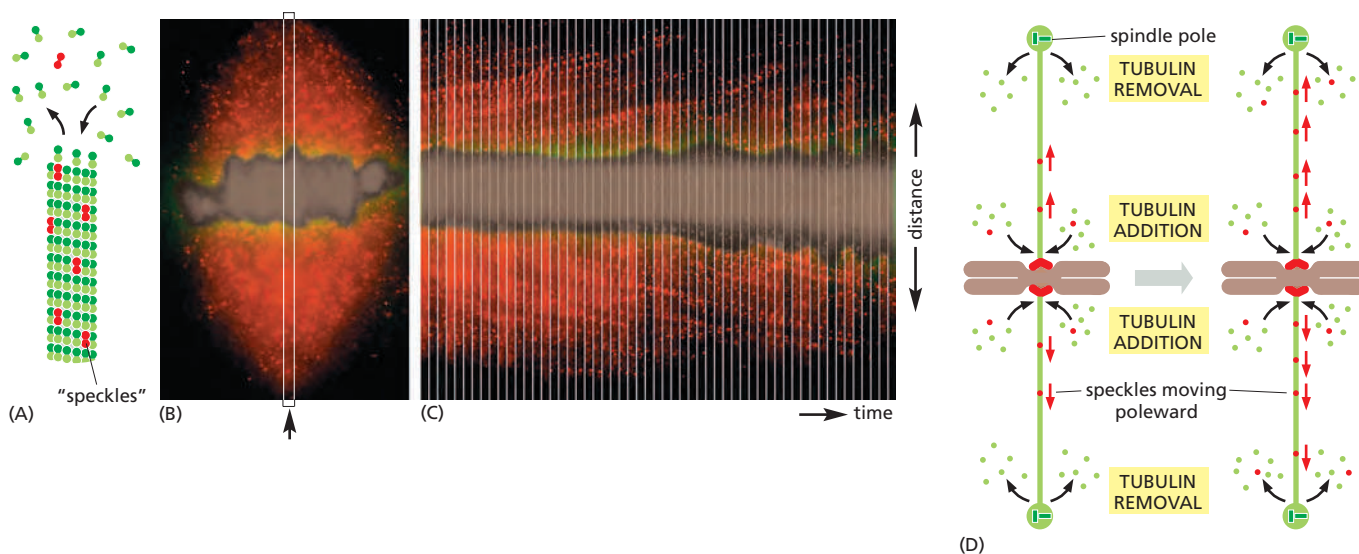 (A)
"speckles"
(B)
(C)
time
distance
(D)
spindle pole
TUBULIN
REMOVAL
TUBULIN
ADDITION
TUBULIN
ADDITION
speckles moving
poleward
TUBULIN
REMOVAL